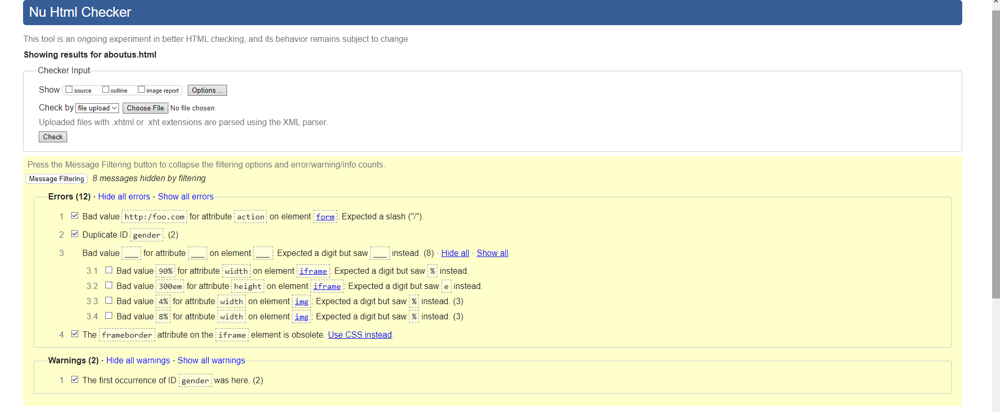 Nu Html Checker
This tool is an ongoing experiment in better HTML checking, and its behavior remains subject to change
Showing results for aboutus.html
Checker Input
Show source outline image report Options...
Check by file upload Choose File No file chosen
Uploaded files with .xhtml or .xht extensions are parsed using the XML parser.
Check
Press the Message Filtering button to collapse the filtering options and error/warning/info counts.
Message Filtering 8 messages hidden by filtering
Errors (12) · Hide all errors · Show all errors
1 Bad value http:/foo.com for attribute action on element form: Expected a slash ("/").
2 Duplicate ID gender. (2)
3 Bad value ___ for attribute ___ on element ___: Expected a digit but saw ___ instead. (8) · Hide all · Show all
3.1 Bad value 90% for attribute width on element iframe: Expected a digit but saw % instead.
3.2 Bad value 300em for attribute height on element iframe: Expected a digit but saw e instead.
3.3 Bad value 4% for attribute width on element img: Expected a digit but saw % instead. (3)
3.4 Bad value 8% for attribute width on element img: Expected a digit but saw % instead. (3)
4 The frameborder attribute on the iframe element is obsolete. Use CSS instead.
Warnings (2) · Hide all warnings · Show all warnings
1 The first occurrence of ID gender was here. (2)